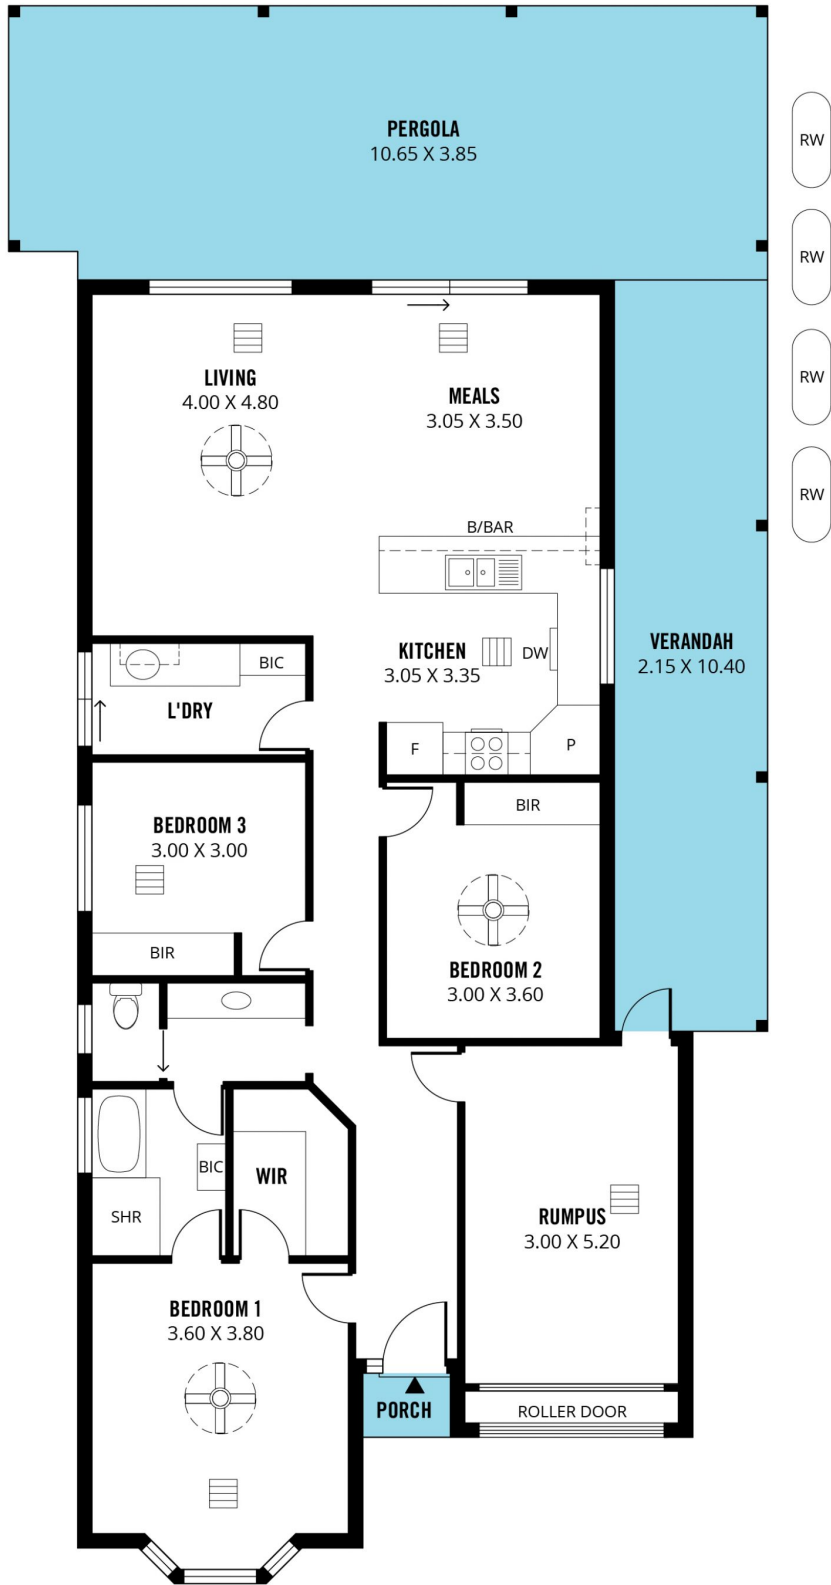 PERGOLA
10.65 X 3.85
RW
RW
RW
RW
LIVING
4.00 X 4.80
MEALS
3.05 X 3.50
B/BAR
KITCHEN
3.05 X 3.35
DW
VERANDAH
2.15 X 10.40
BIC
L'DRY
F
P
BEDROOM 3
3.00 X 3.00
BIR
BIR
BEDROOM 2
3.00 X 3.60
BIC
WIR
SHR
RUMPUS
3.00 X 5.20
BEDROOM 1
3.60 X 3.80
PORCH
ROLLER DOOR